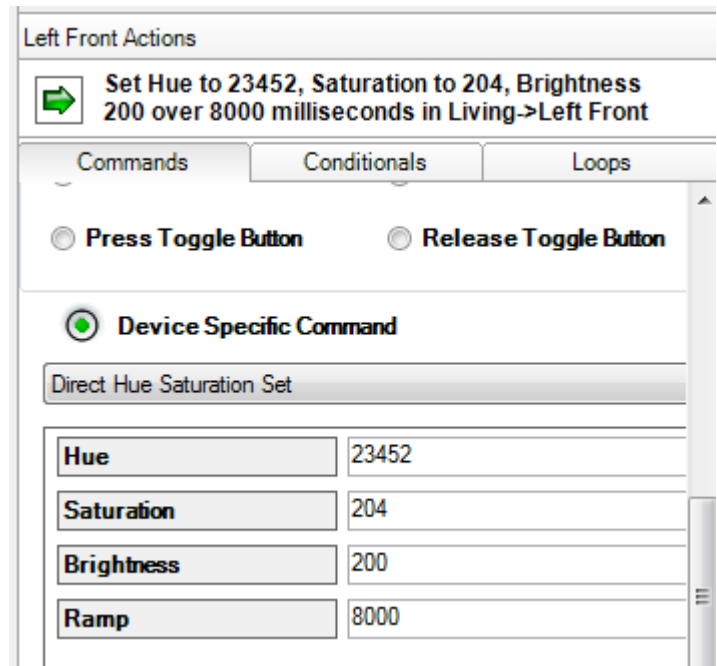 Left Front Actions
Set Hue to 23452, Saturation to 204, Brightness
200 over 8000 milliseconds in Living->Left Front
Commands Conditionals Loops
Press Toggle Button Release Toggle Button
Device Specific Command
Direct Hue Saturation Set
Hue 23452
Saturation 204
Brightness 200
Ramp 8000